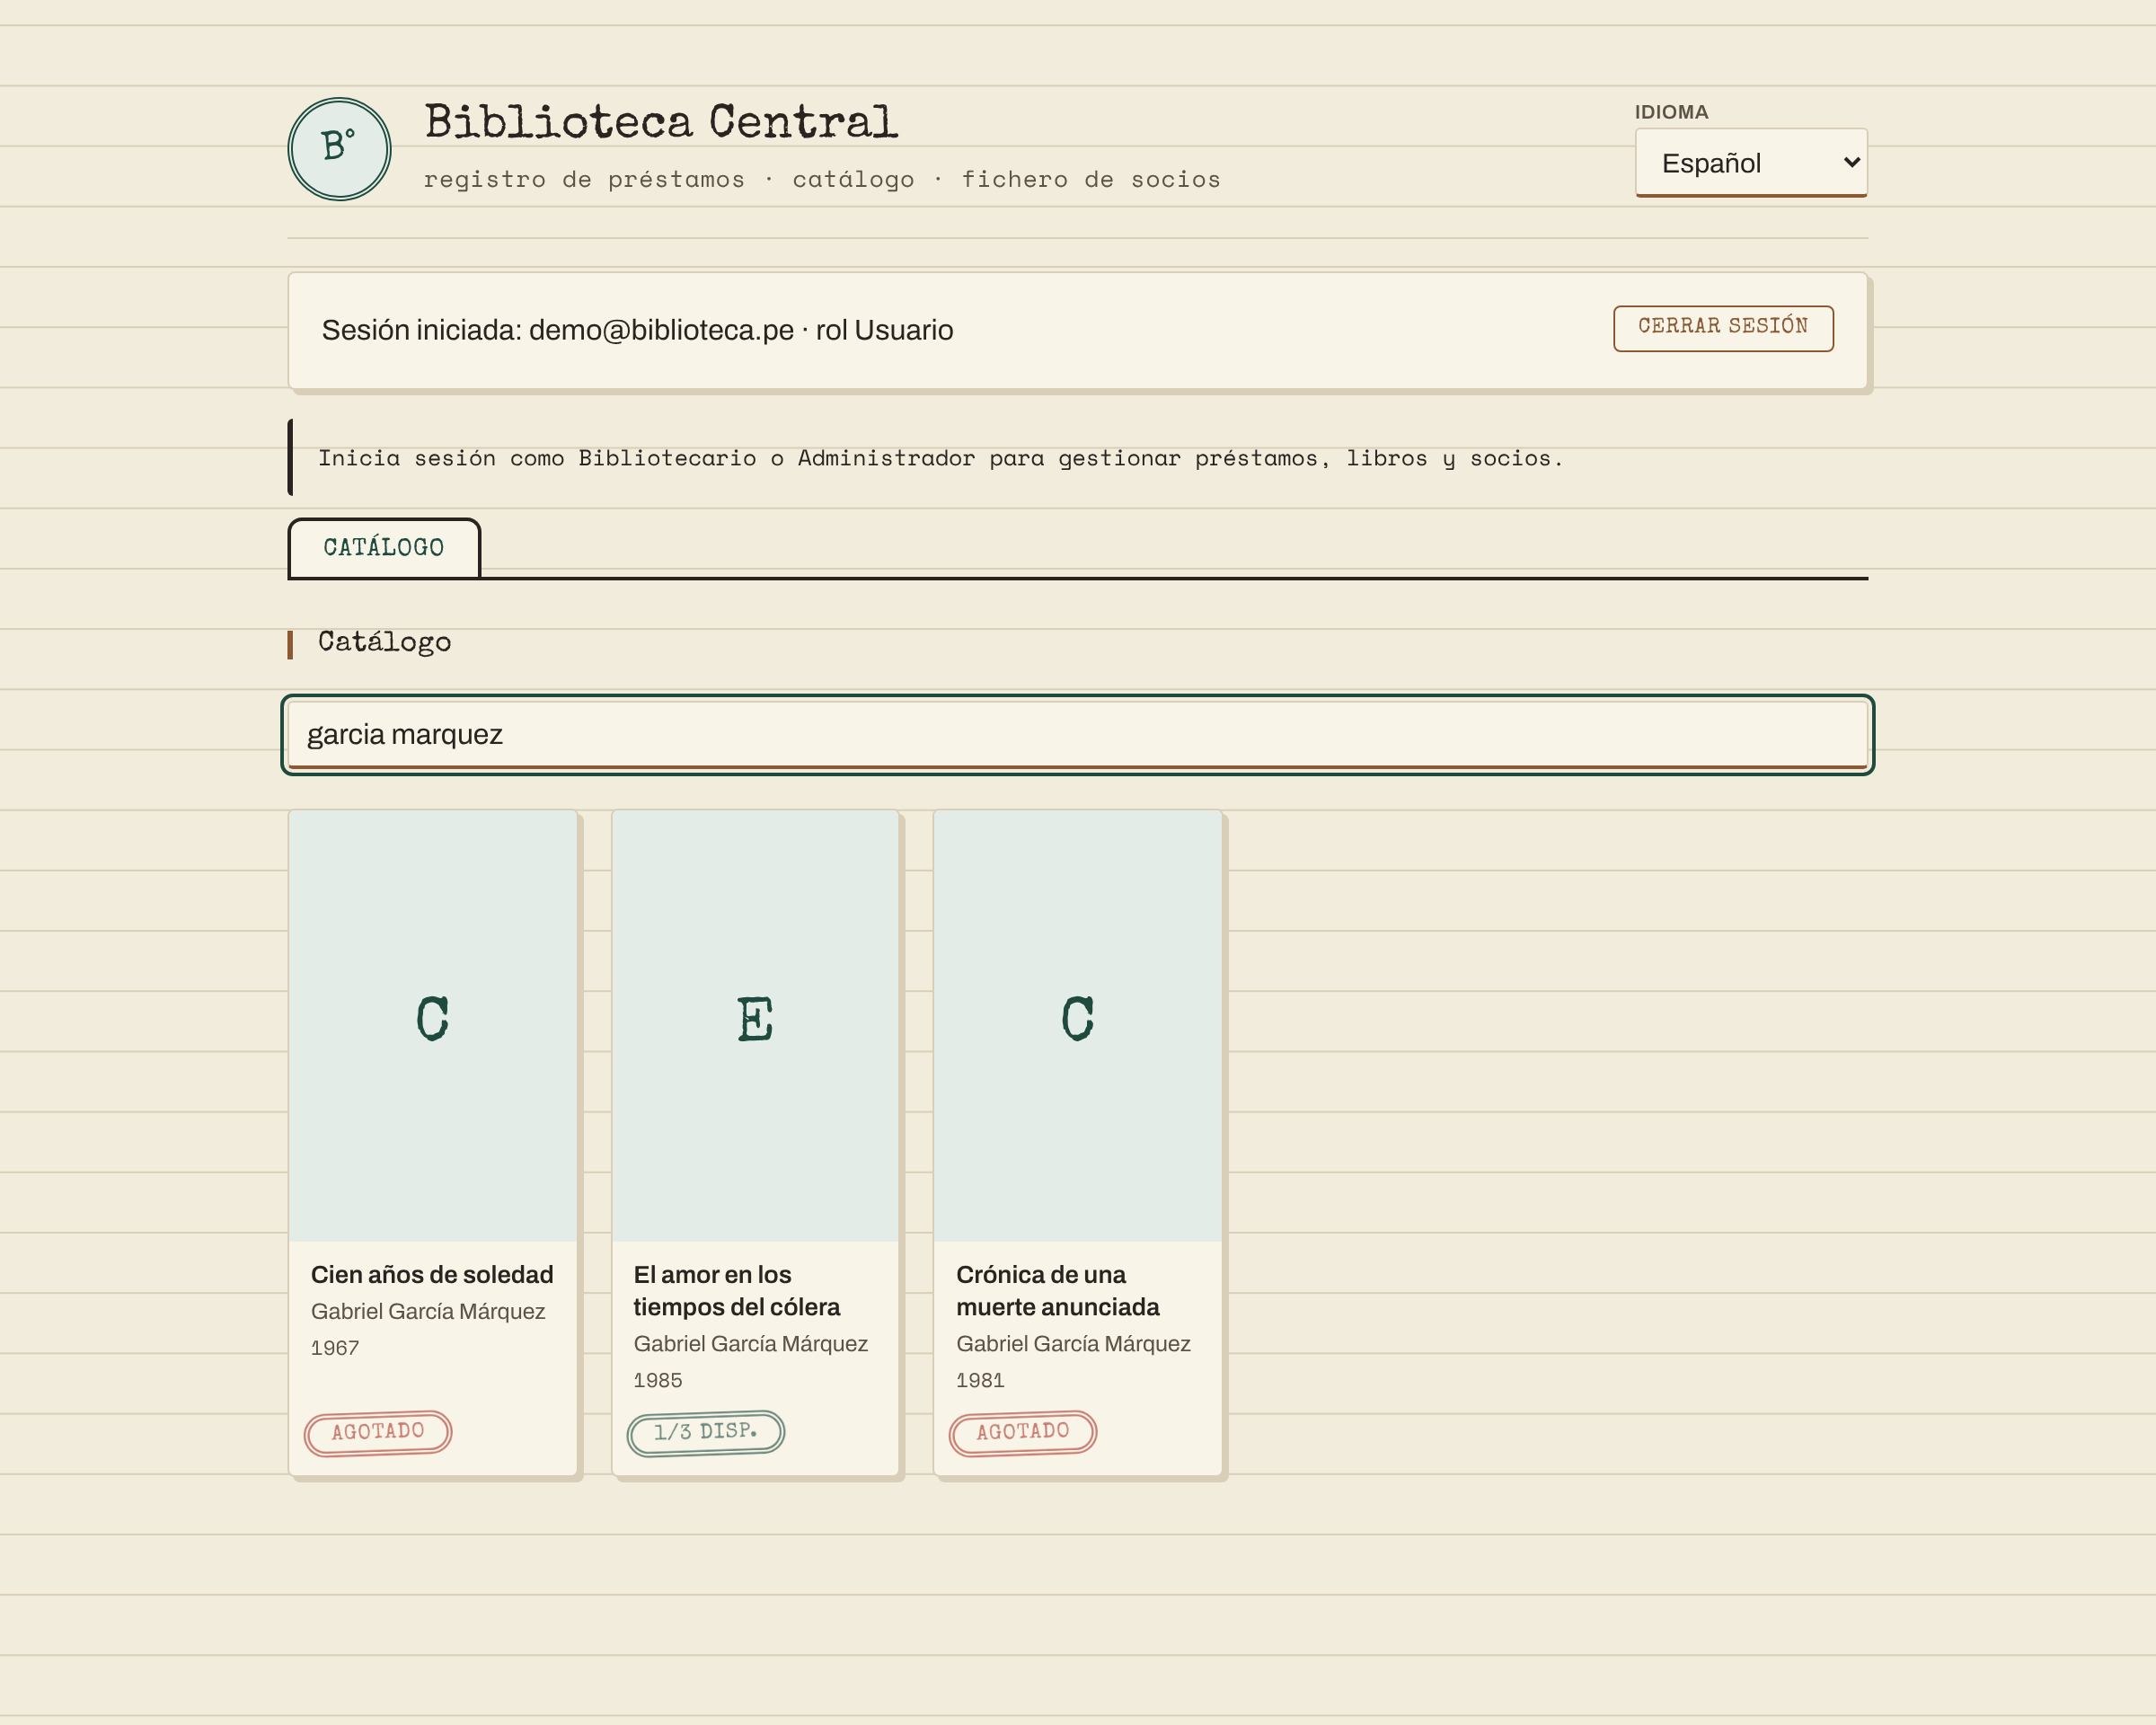 B°
Biblioteca Central
registro de préstamos · catálogo · fichero de socios
IDIOMA
Español
Sesión iniciada: demo@biblioteca.pe · rol Usuario
CERRAR SESIÓN
Inicia sesión como Bibliotecario o Administrador para gestionar préstamos, libros y socios.
CATÁLOGO
Catálogo
garcia marquez
C
Cien años de soledad
Gabriel García Márquez
1967
AGOTADO
E
El amor en los
tiempos del cólera
Gabriel García Márquez
1985
1/3 DISP.
C
Crónica de una
muerte anunciada
Gabriel García Márquez
1981
AGOTADO